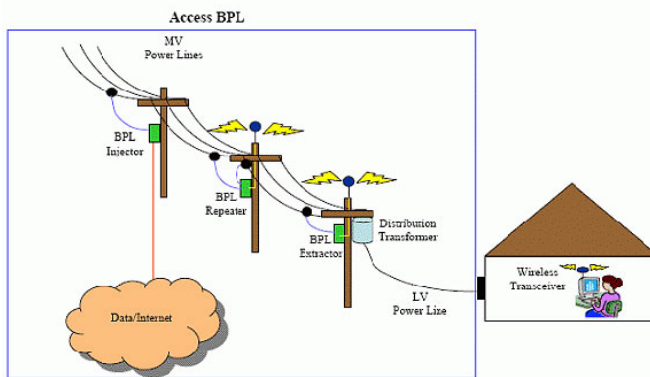 Access BPL
MV
Power Lines
BPL
Injector
BPL
Repeater
BPL
Extractor
Distribution
Transformer
Wireless
Transceiver
LV
Power Line
Data/Internet